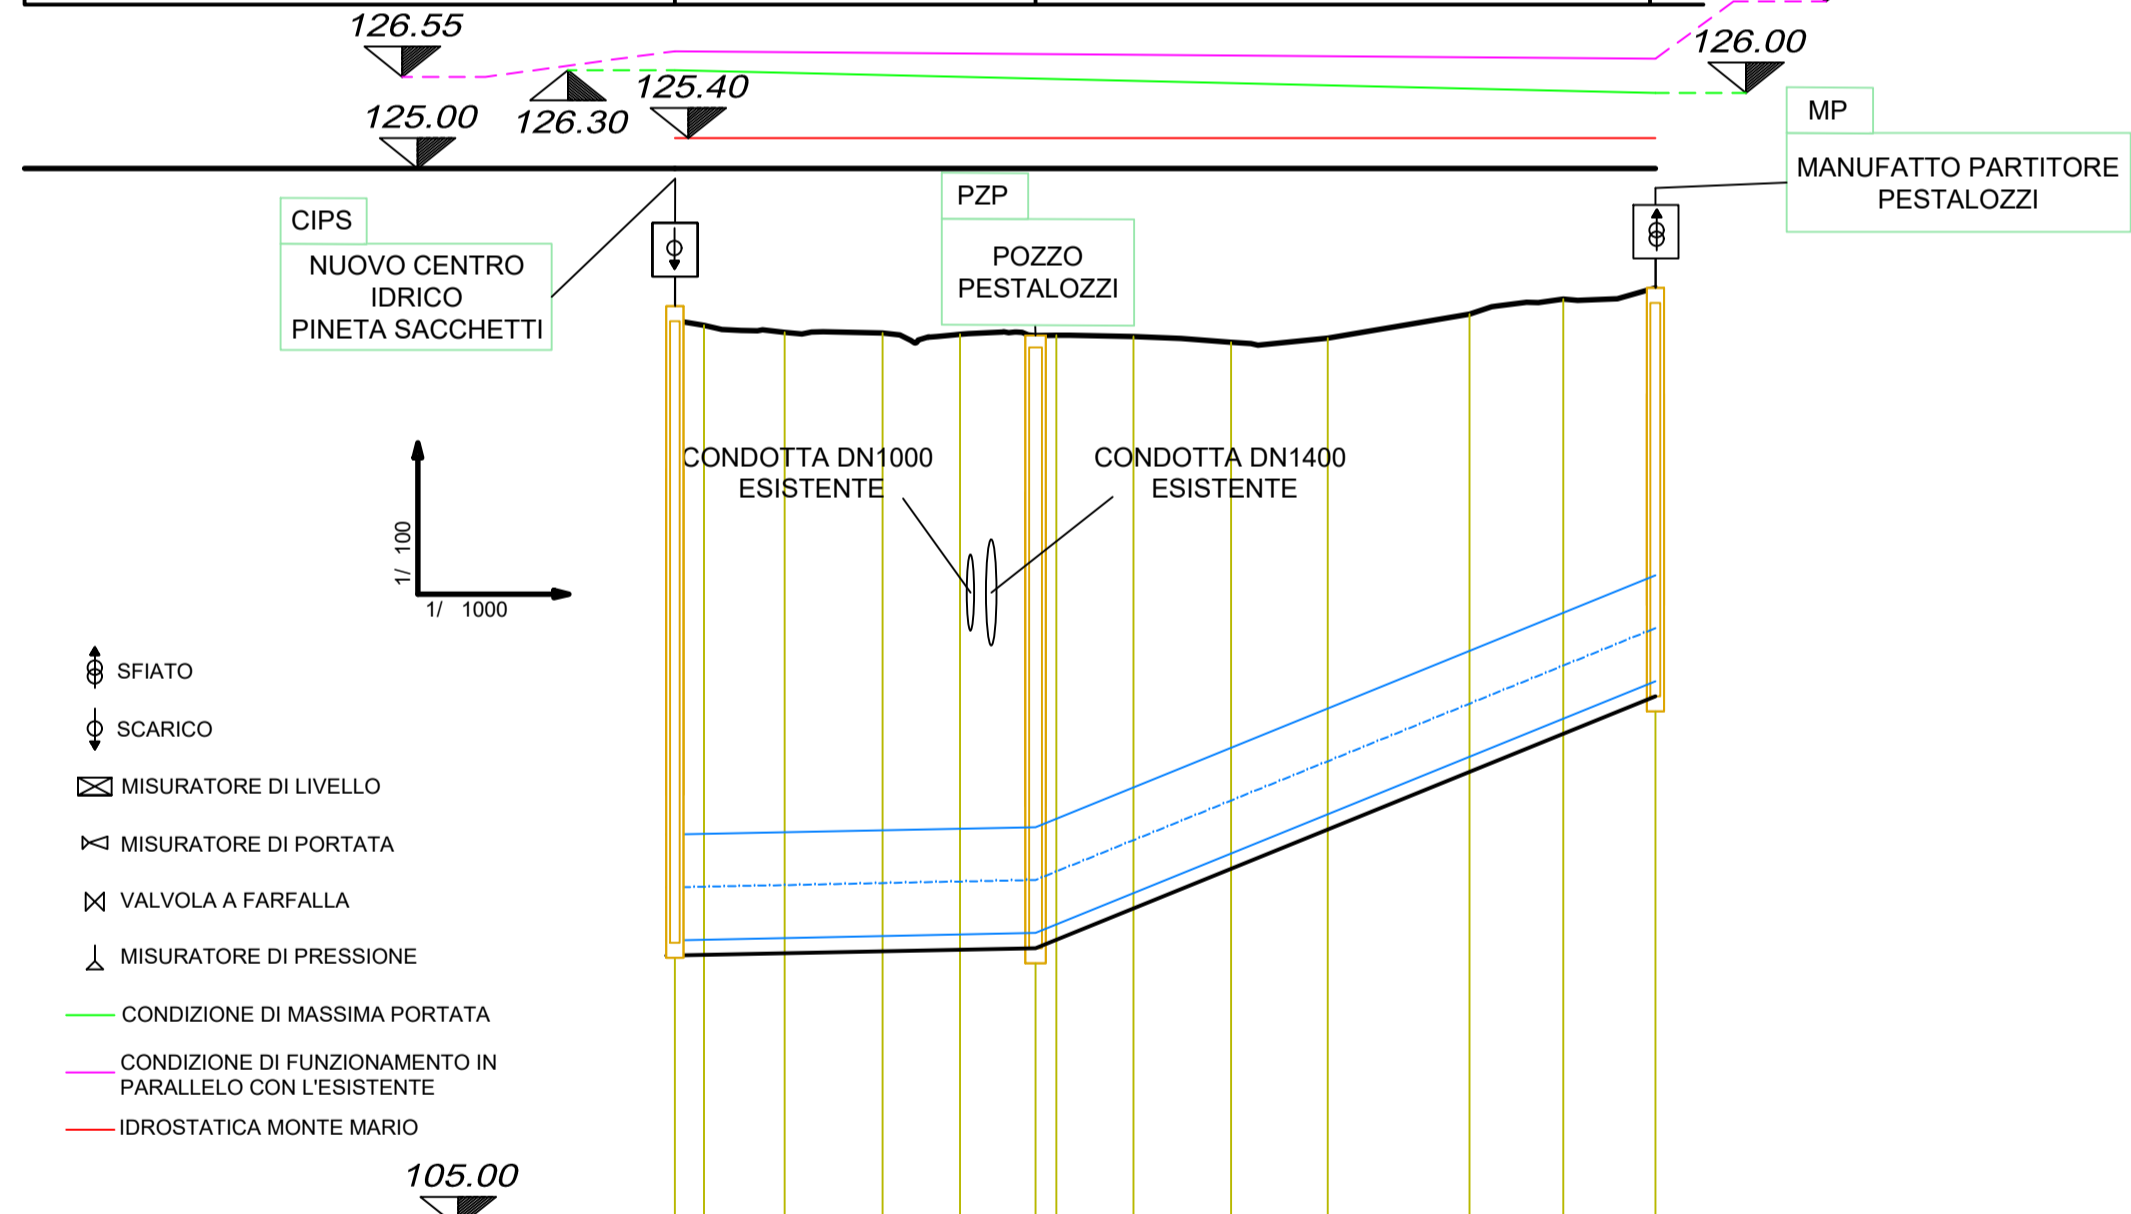 126.55
126.00
125.40
125.00
126.30
MP
MANUFATTO PARTITORE
PESTALOZZI
CIPS
NUOVO CENTRO
IDRICO
PINETA SACCHETTI
PZP
POZZO
PESTALOZZI
CONDOTTA DN1000
ESISTENTE
CONDOTTA DN1400
ESISTENTE
1/ 100
1/ 1000
SFIATO
SCARICO
MISURATORE DI LIVELLO
MISURATORE DI PORTATA
VALVOLA A FARFALLA
MISURATORE DI PRESSIONE
CONDIZIONE DI MASSIMA PORTATA
CONDIZIONE DI FUNZIONAMENTO IN
PARALLELO CON L'ESISTENTE
IDROSTATICA MONTE MARIO
105.00